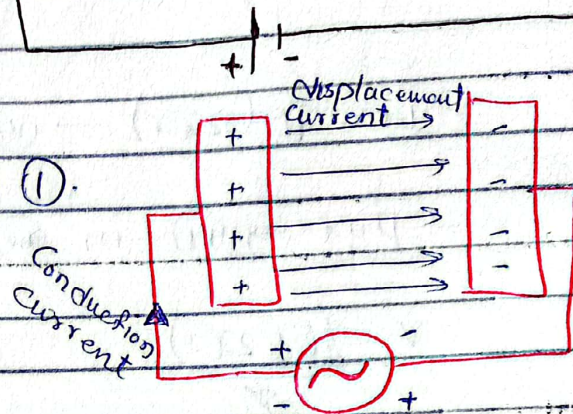 + -
Displacement
Current
+ -
①.
+ -
+ -
+ -
Conduction
Current
+ -
- +